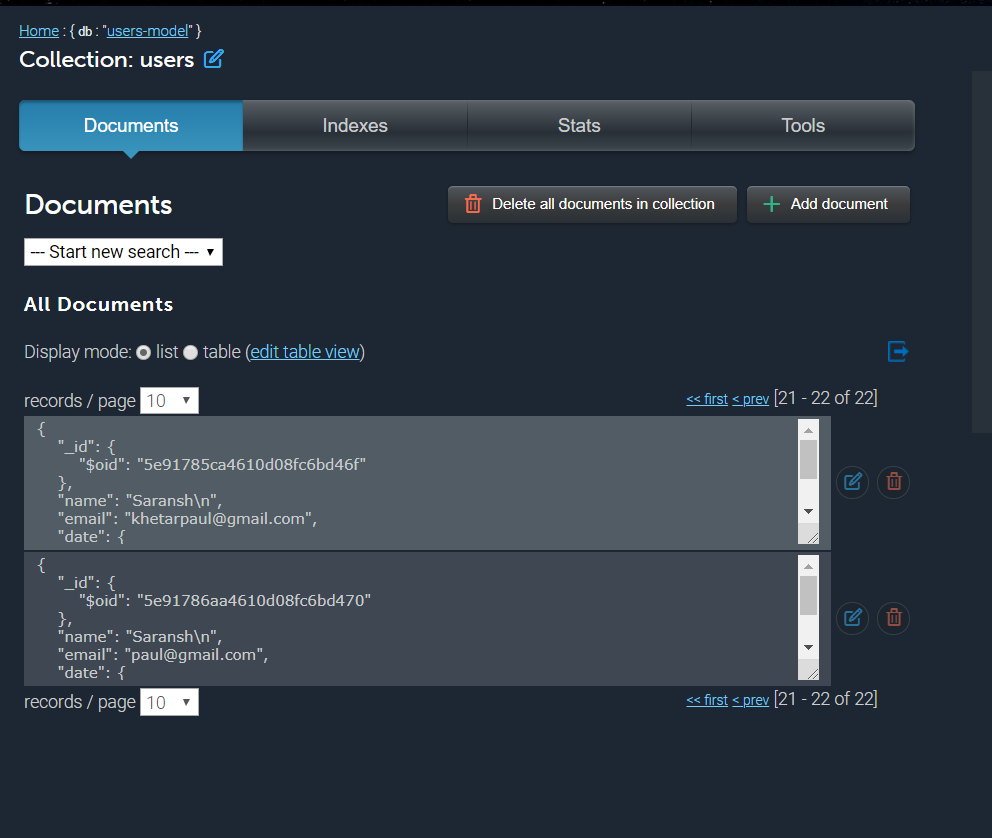 Home : { db : "users-model" }
Collection: users
Documents Indexes Stats Tools
Documents
Delete all documents in collection
Add document
--- Start new search ---
All Documents
Display mode: list table (edit table view)
records / page 10
<< first < prev [21 - 22 of 22]
{
"_id": {
"$oid": "5e91785ca4610d08fc6bd46f"
},
"name": "Saransh\n",
"email": "khetarpaul@gmail.com",
"date": {
{
"_id": {
"$oid": "5e91786aa4610d08fc6bd470"
},
"name": "Saransh\n",
"email": "paul@gmail.com",
"date": {
records / page 10
<< first < prev [21 - 22 of 22]